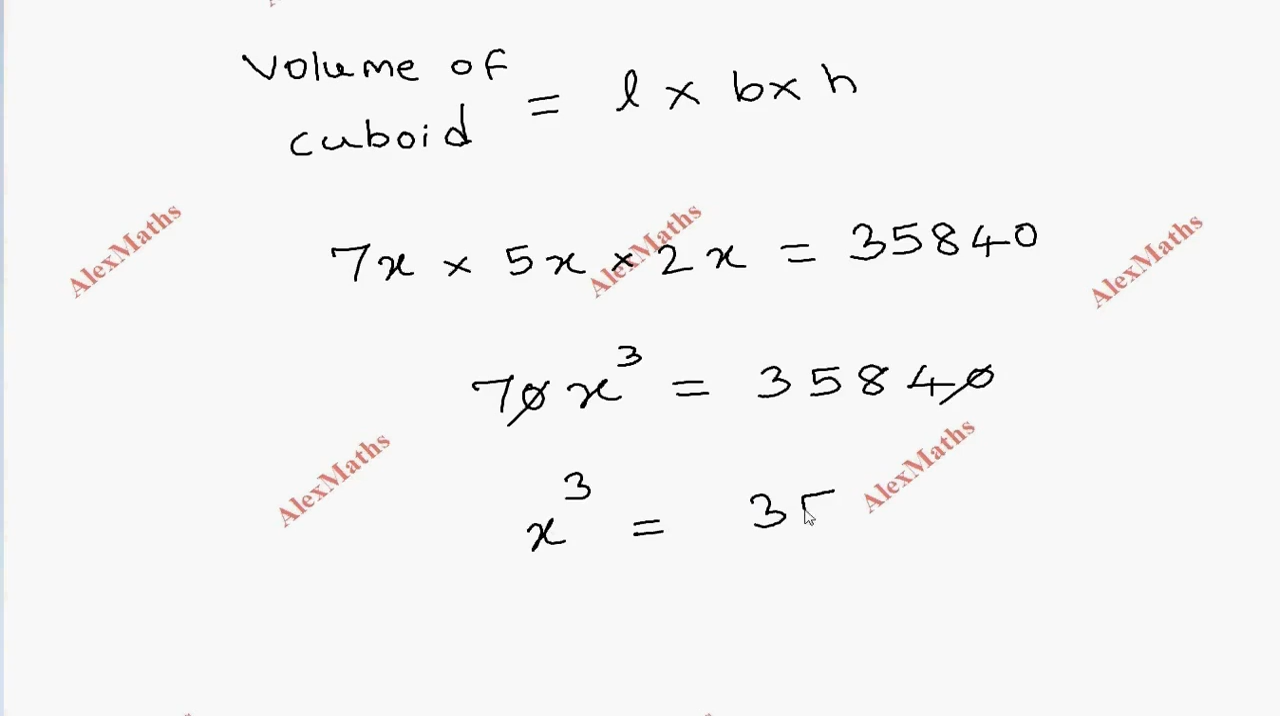 Volume of
cuboid = l × b × h
AlexMaths AlexMaths AlexMaths
7x × 5x × 2x = 35840
70x³ = 35840
AlexMaths AlexMaths
x³ = 35